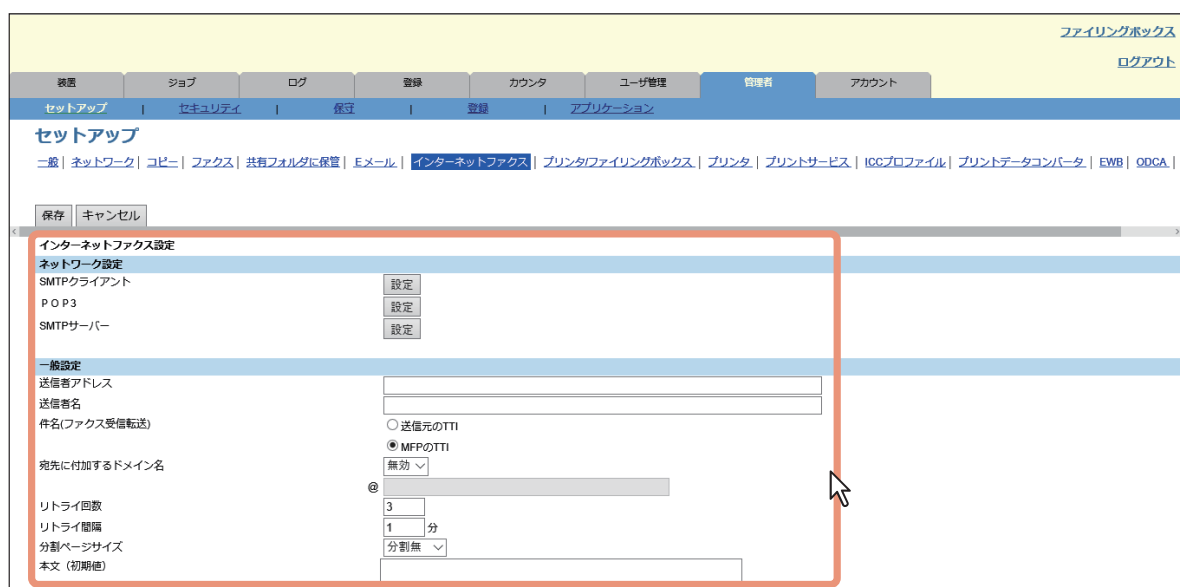 ファイリングボックス
ログアウト
装置 ジョブ ログ 登録 カウンタ ユーザ管理 管理者 アカウント
セットアップ | セキュリティ | 保守 | 登録 | アプリケーション
セットアップ
一般 | ネットワーク | コピー | ファクス | 共有フォルダに保管 | Eメール | インターネットファクス | プリンタ/ファイリングボックス | プリンタ | プリントサービス | ICCプロファイル | プリントデータコンバータ | EWB | ODCA |
保存 キャンセル
インターネットファクス設定
ネットワーク設定
SMTPクライアント 設定
POP3 設定
SMTPサーバー 設定
一般設定
送信者アドレス
送信者名
件名(ファクス受信転送) 送信元のTTI
MFPのTTI
宛先に付加するドメイン名 無効
@
リトライ回数 3
リトライ間隔 1 分
分割ページサイズ 分割無
本文(初期値)